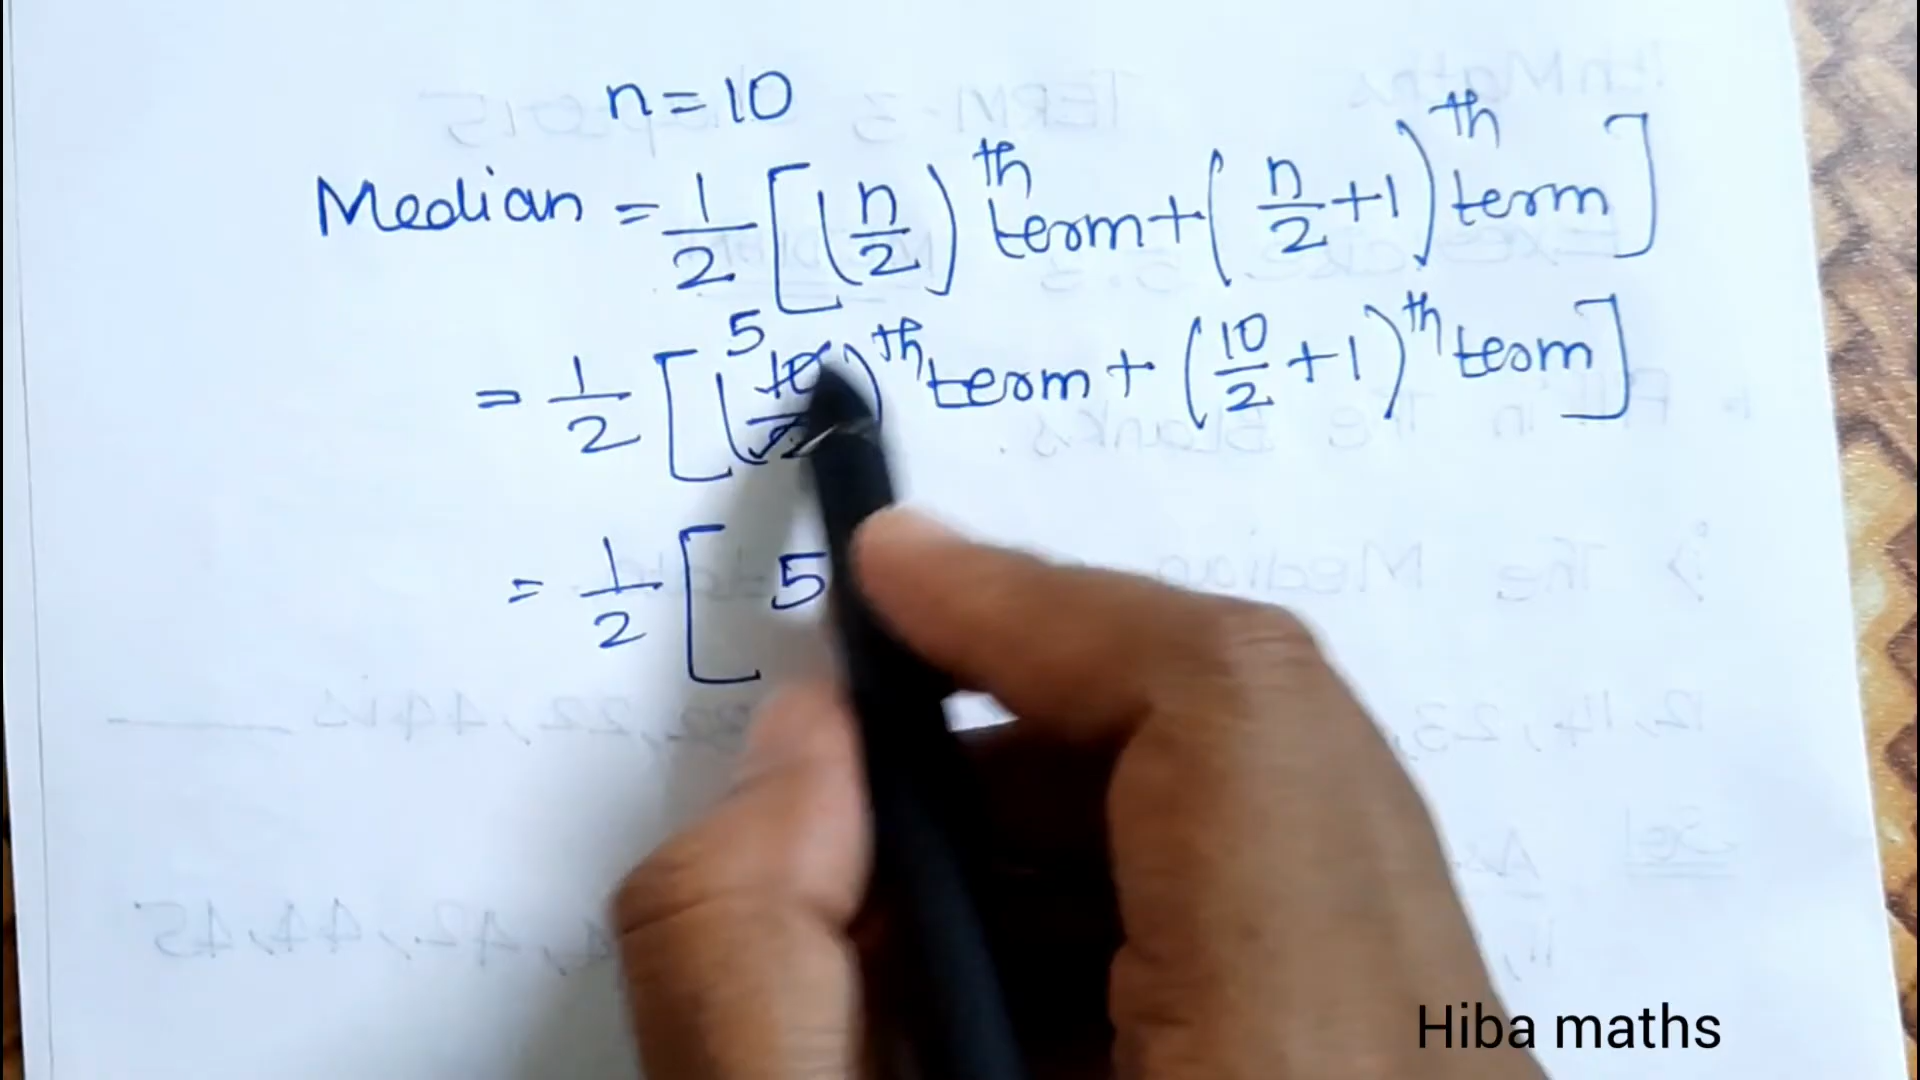 n=10
Median = 1/2 [(n/2)th term + (n/2 + 1)th term]
= 1/2 [(10/2)5 th term + (10/2 + 1)th term]
= 1/2 [ 5
Hiba maths